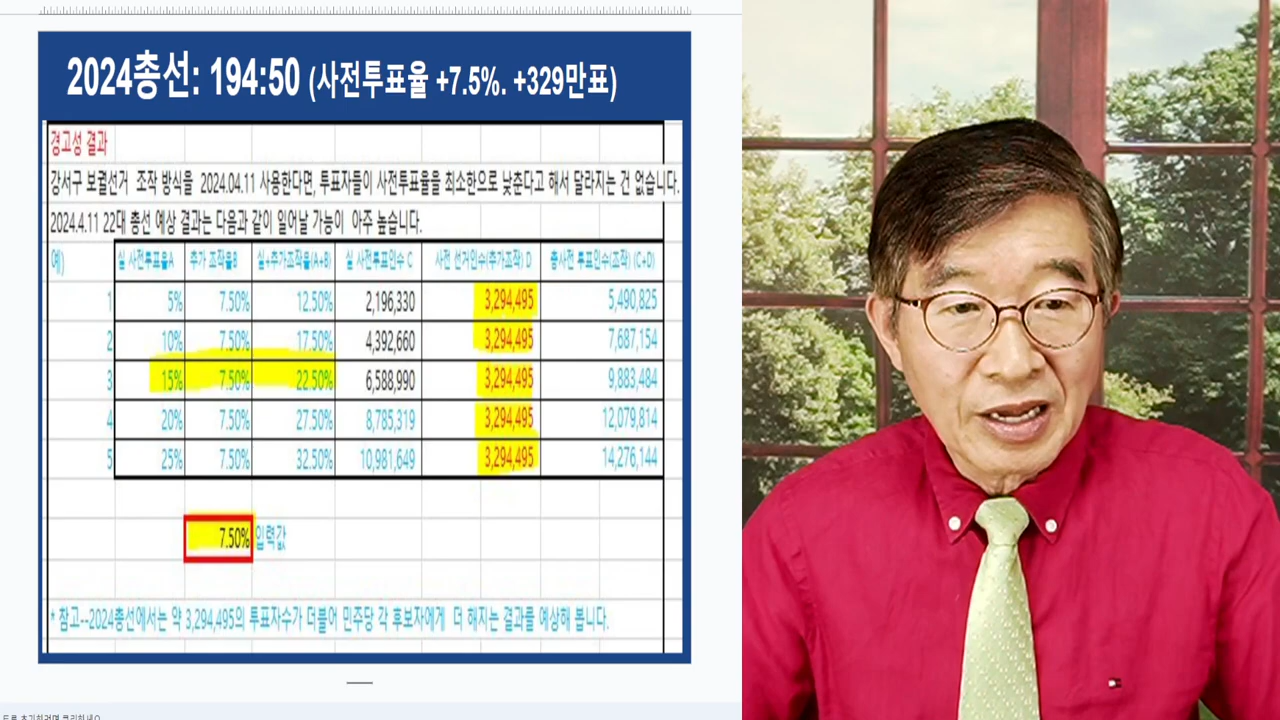 2024총선: 194:50 (사전투표율 +7.5%. +329만표)
경고성 결과
강서구 보궐선거 조작 방식을 2024.04.11 사용한다면, 투표자들이 사전투표율을 최소한으로 낮춘다고 해서 달라지는 건 없습니다.
2024.4.11 22대 총선 예상 결과는 다음과 같이 일어날 가능이 아주 높습니다.
예) 실 사전투표율A 추가 조작율B 실+추가조작율(A+B) 실 사전투표인수 C 사전 선거인수(추가조작) D 총사전 투표인수(조작) (C+D)
1 5% 7.50% 12.50% 2,196,330 3,294,495 5,490,825
2 10% 7.50% 17.50% 4,392,660 3,294,495 7,687,154
3 15% 7.50% 22.50% 6,588,990 3,294,495 9,883,484
4 20% 7.50% 27.50% 8,785,319 3,294,495 12,079,814
5 25% 7.50% 32.50% 10,981,649 3,294,495 14,276,144
7.50% 입력값
* 참고--2024총선에서는 약 3,294,495의 투표자수가 더불어 민주당 각 후보자에게 더 해지는 결과를 예상해 봅니다.